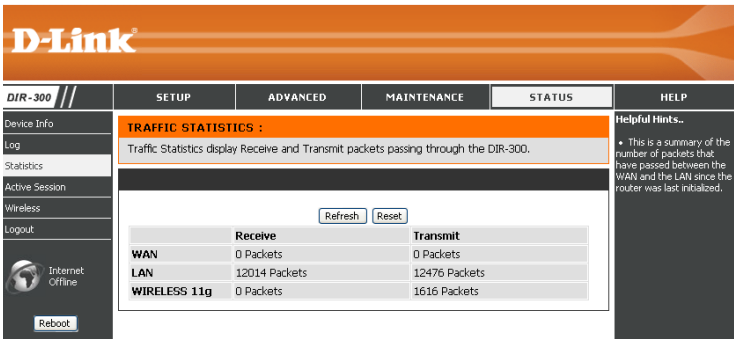 D-Link
DIR-300
SETUP
ADVANCED
MAINTENANCE
STATUS
HELP
Device Info
Log
Statistics
Active Session
Wireless
Logout
Internet
Offline
Reboot
TRAFFIC STATISTICS :
Traffic Statistics display Receive and Transmit packets passing through the DIR-300.
Refresh Reset
Receive Transmit
WAN 0 Packets 0 Packets
LAN 12014 Packets 12476 Packets
WIRELESS 11g 0 Packets 1616 Packets
Helpful Hints..
• This is a summary of the
number of packets that
have passed between the
WAN and the LAN since the
router was last initialized.